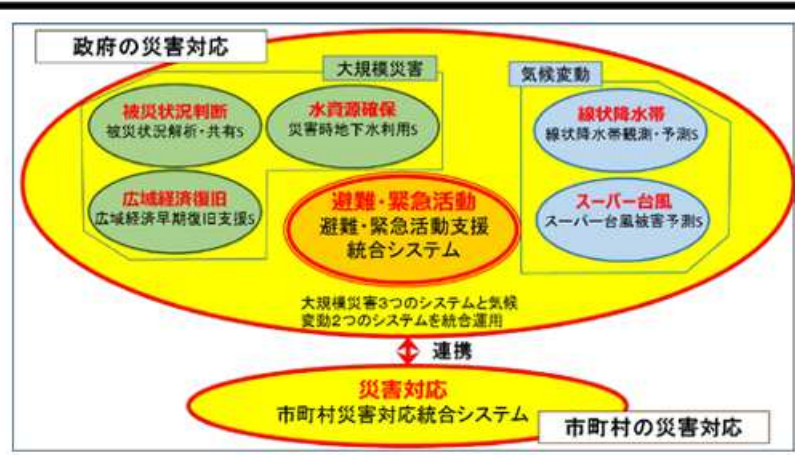 政府の災害対応
大規模災害
被災状況判断
被災状況解析・共有S
水資源確保
災害時地下水利用S
広域経済復旧
広域経済早期復旧支援S
気候変動
線状降水帯
線状降水帯観測・予測S
スーパー台風
スーパー台風被害予測S
避難・緊急活動
避難・緊急活動支援
統合システム
大規模災害3つのシステムと気候
変動2つのシステムを統合運用
連携
災害対応
市町村災害対応統合システム
市町村の災害対応